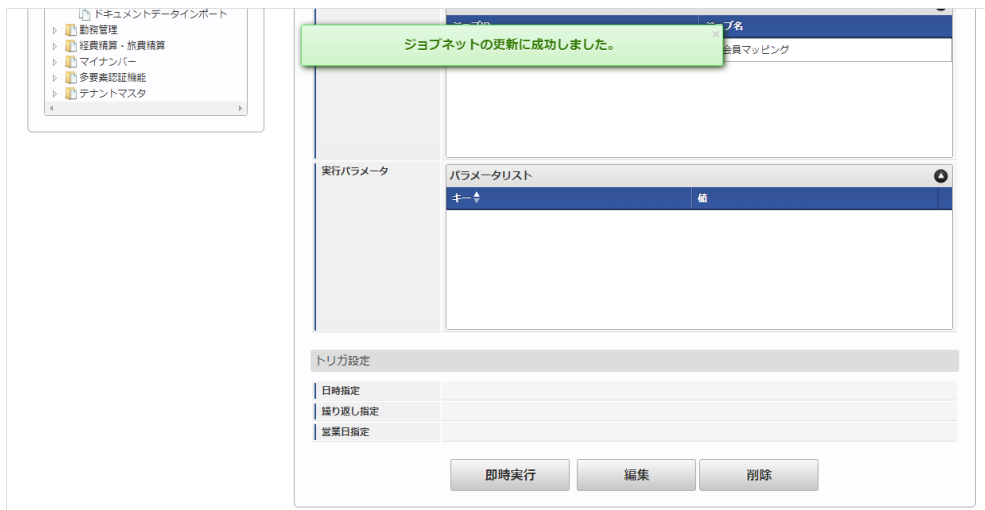 ドキュメントデータインポート
勤務管理
経費精算・旅費精算
マイナンバー
多要素認証機能
テナントマスタ
ジョブネットの更新に成功しました。
会員マッピング
実行パラメータ
パラメータリスト
キー 値
トリガ設定
日時指定
繰り返し指定
営業日指定
即時実行 編集 削除